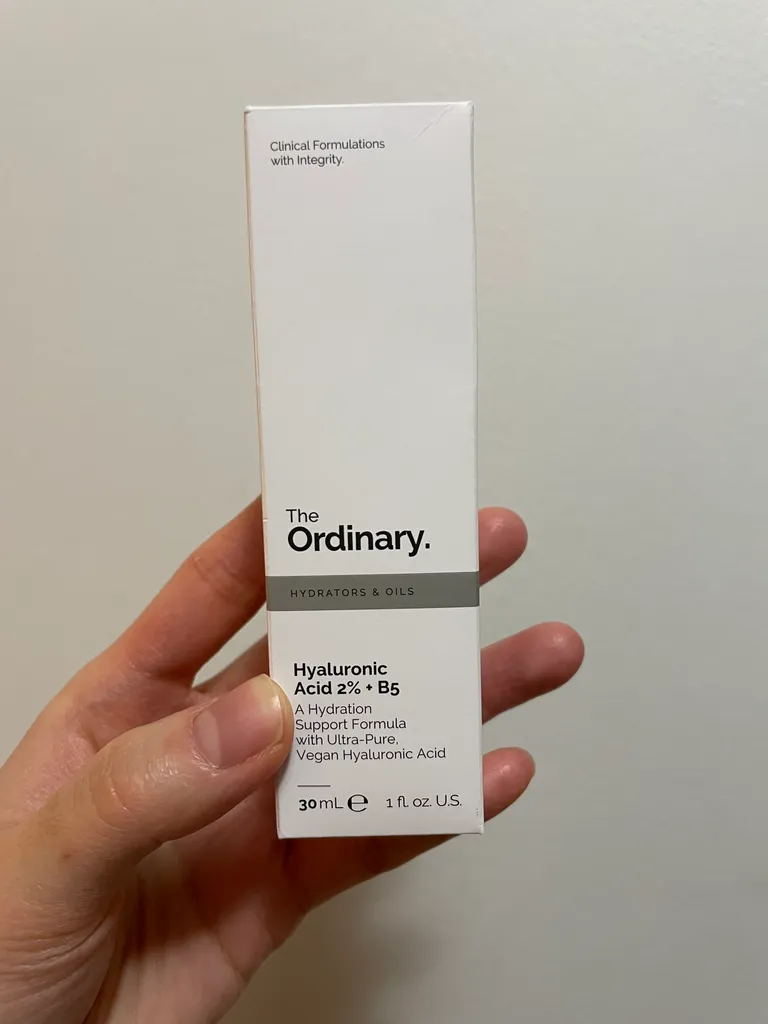 Clinical Formulations
with Integrity.
The
Ordinary.
HYDRATORS & OILS
Hyaluronic
Acid 2% + B5
A Hydration
Support Formula
with Ultra-Pure,
Vegan Hyaluronic Acid
30 mL ℮ 1 fl. oz. U.S.